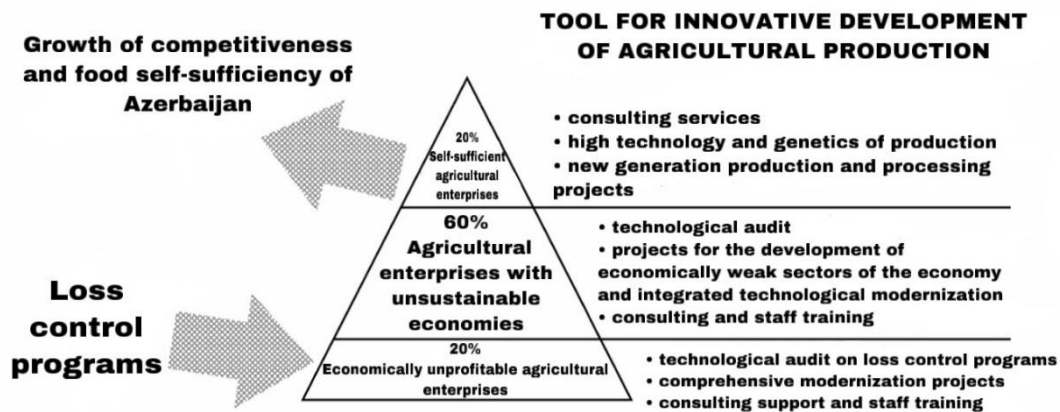 TOOL FOR INNOVATIVE DEVELOPMENT
OF AGRICULTURAL PRODUCTION
Growth of competitiveness
and food self-sufficiency of
Azerbaijan
20%
Self-sufficient
agricultural
enterprises
• consulting services
• high technology and genetics of production
• new generation production and processing
projects
60%
Agricultural
enterprises with
unsustainable
economies
• technological audit
• projects for the development of
economically weak sectors of the economy
and integrated technological modernization
• consulting and staff training
Loss
control
programs
20%
Economically unprofitable agricultural
enterprises
• technological audit on loss control programs
• comprehensive modernization projects
• consulting support and staff training